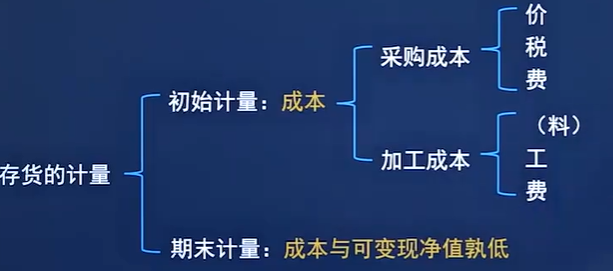 存货的计量
初始计量：成本
采购成本
价
税
费
加工成本
（料）
工
费
期末计量：成本与可变现净值孰低